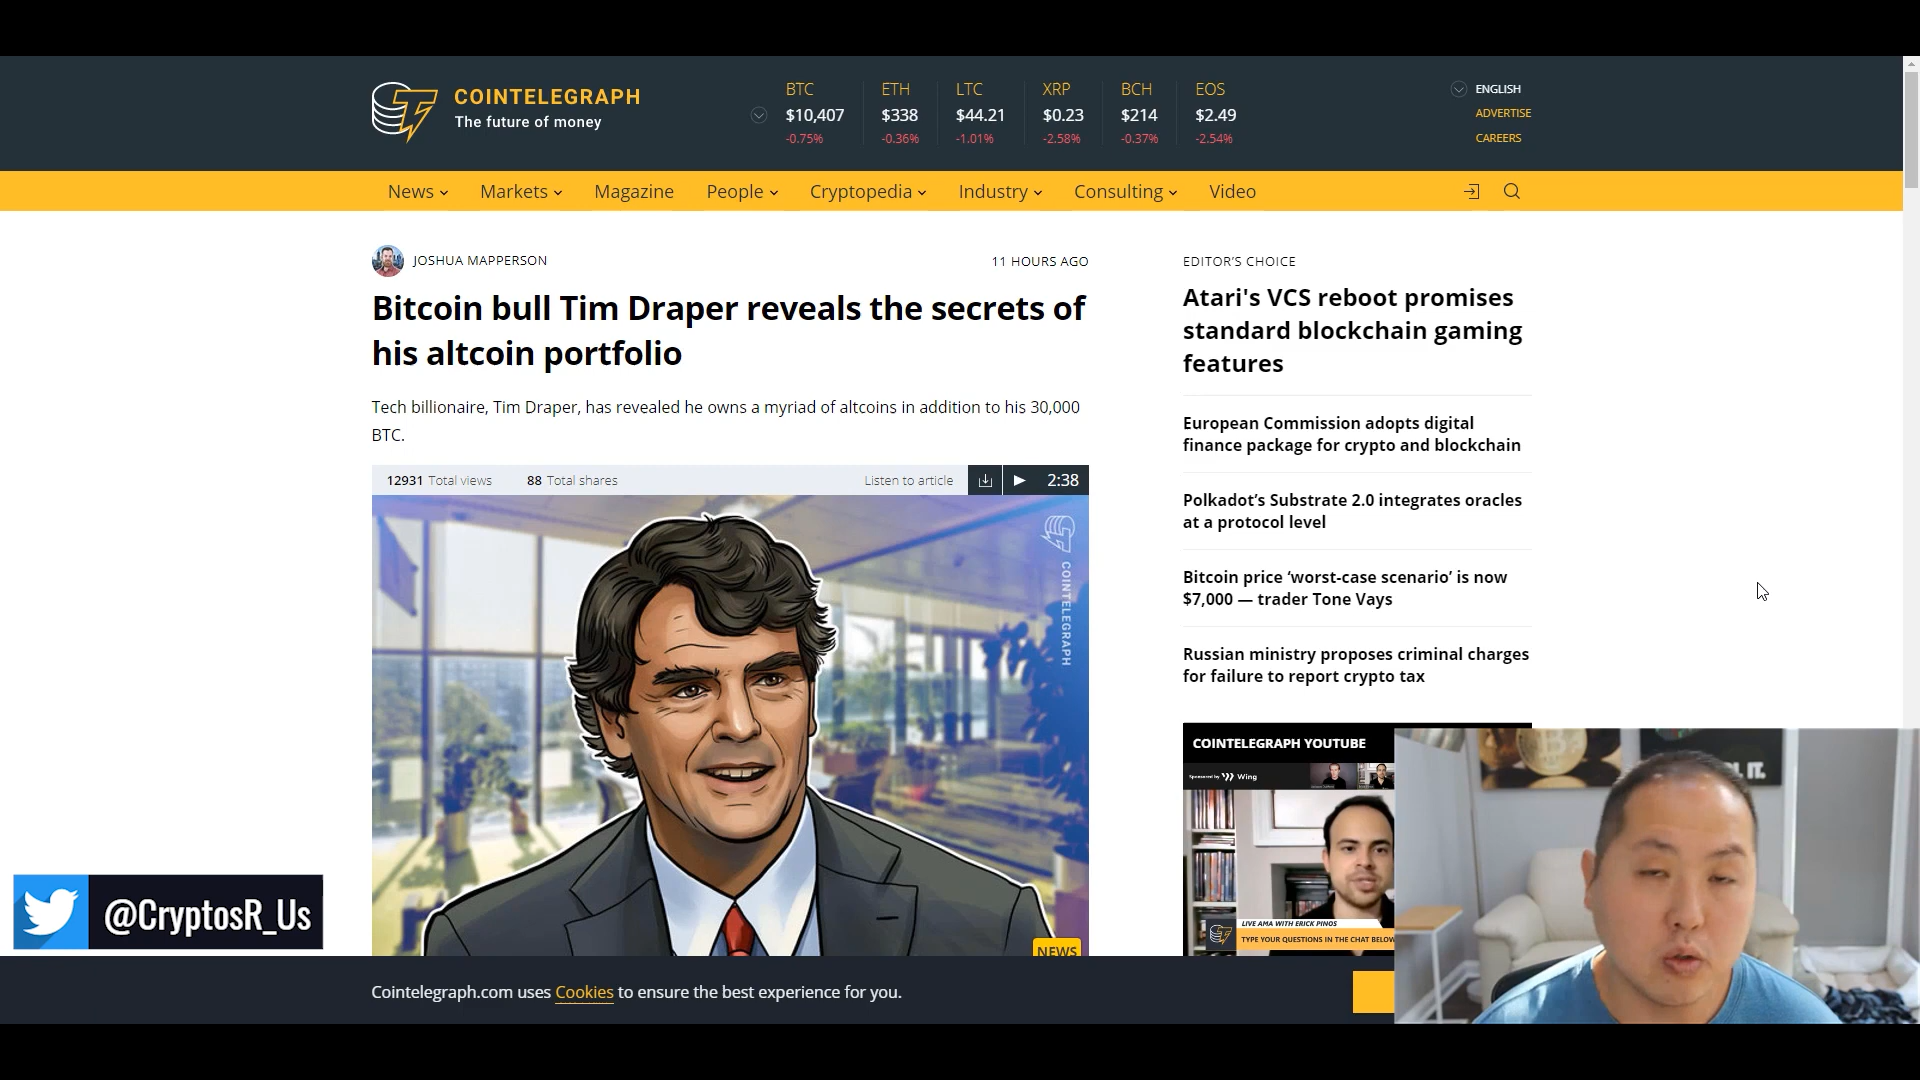 COINTELEGRAPH
The future of money
BTC
$10,407
-0.75%
ETH
$338
-0.36%
LTC
$44.21
-1.01%
XRP
$0.23
-2.58%
BCH
$214
-0.37%
EOS
$2.49
-2.54%
ENGLISH
ADVERTISE
CAREERS
News
Markets
Magazine
People
Cryptopedia
Industry
Consulting
Video
JOSHUA MAPPERSON
11 HOURS AGO
Bitcoin bull Tim Draper reveals the secrets of
his altcoin portfolio
Tech billionaire, Tim Draper, has revealed he owns a myriad of altcoins in addition to his 30,000
BTC.
12931 Total views
88 Total shares
Listen to article
2:38
COINTELEGRAPH
NEWS
EDITOR'S CHOICE
Atari's VCS reboot promises
standard blockchain gaming
features
European Commission adopts digital
finance package for crypto and blockchain
Polkadot’s Substrate 2.0 integrates oracles
at a protocol level
Bitcoin price ‘worst-case scenario’ is now
$7,000 — trader Tone Vays
Russian ministry proposes criminal charges
for failure to report crypto tax
COINTELEGRAPH YOUTUBE
Sponsored by Wing
LIVE AMA WITH ERICK PINOS
TYPE YOUR QUESTIONS IN THE CHAT BELOW
IT.
@CryptosR_Us
Cointelegraph.com uses Cookies to ensure the best experience for you.